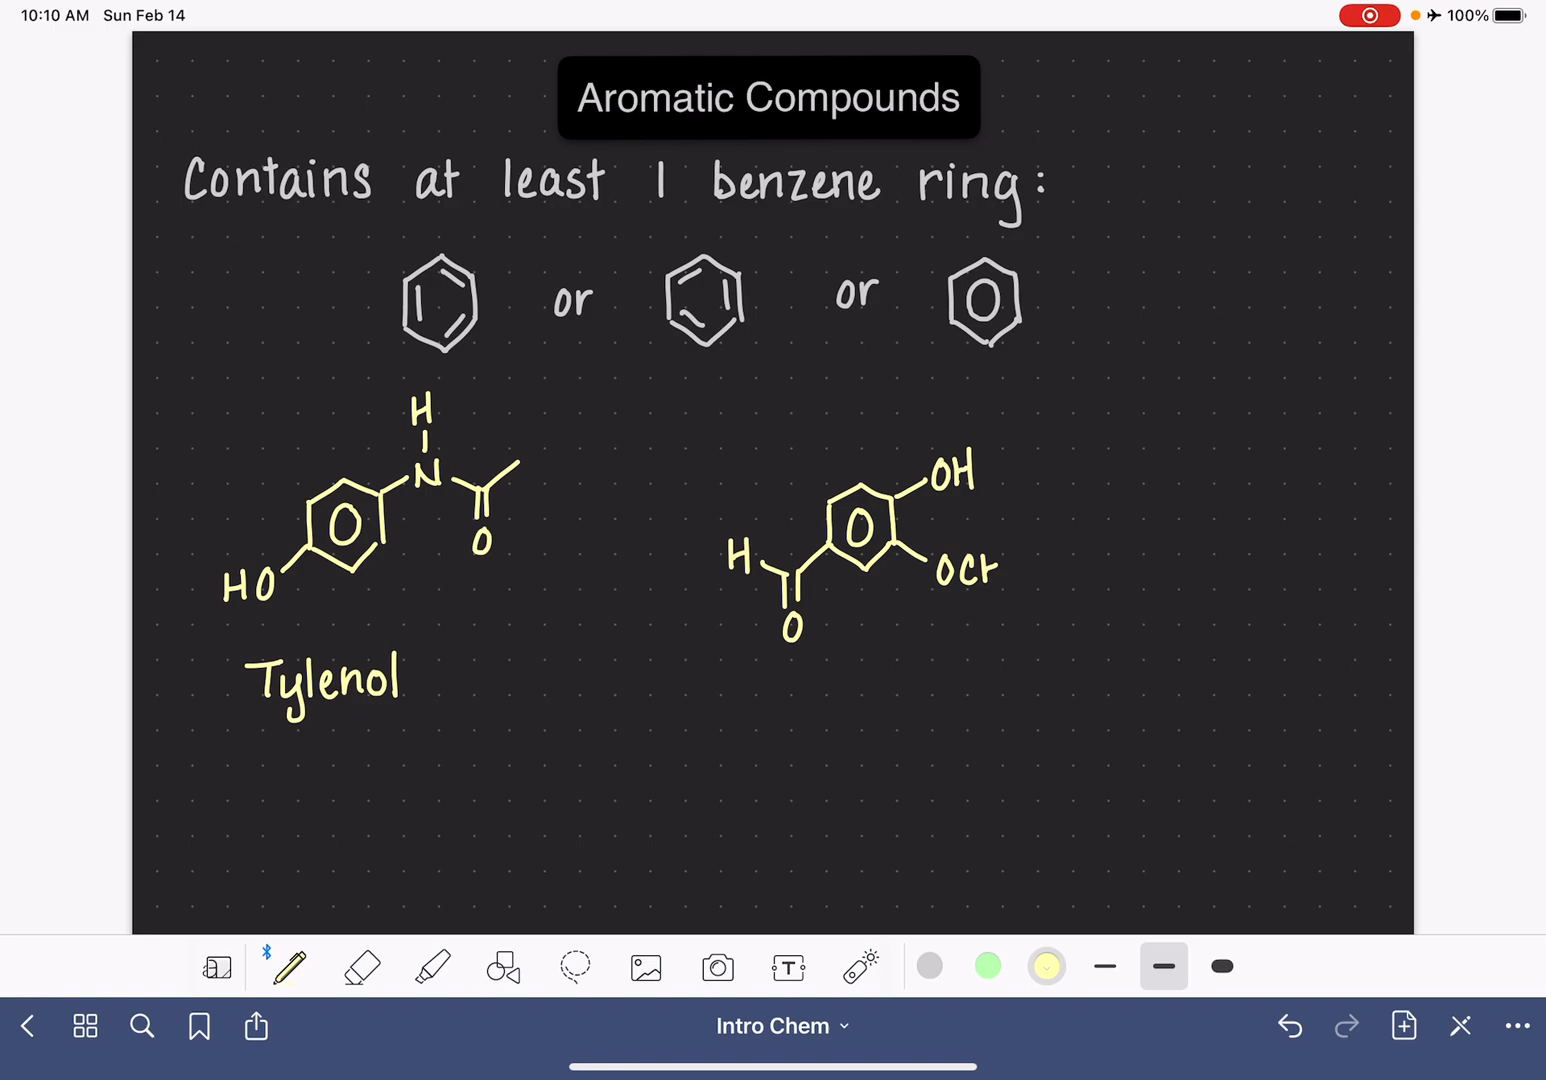 10:10 AM Sun Feb 14
100%
Aromatic Compounds
Contains at least 1 benzene ring:
or
or
H
N
O
HO
OH
H
O
Tylenol
T
Intro Chem